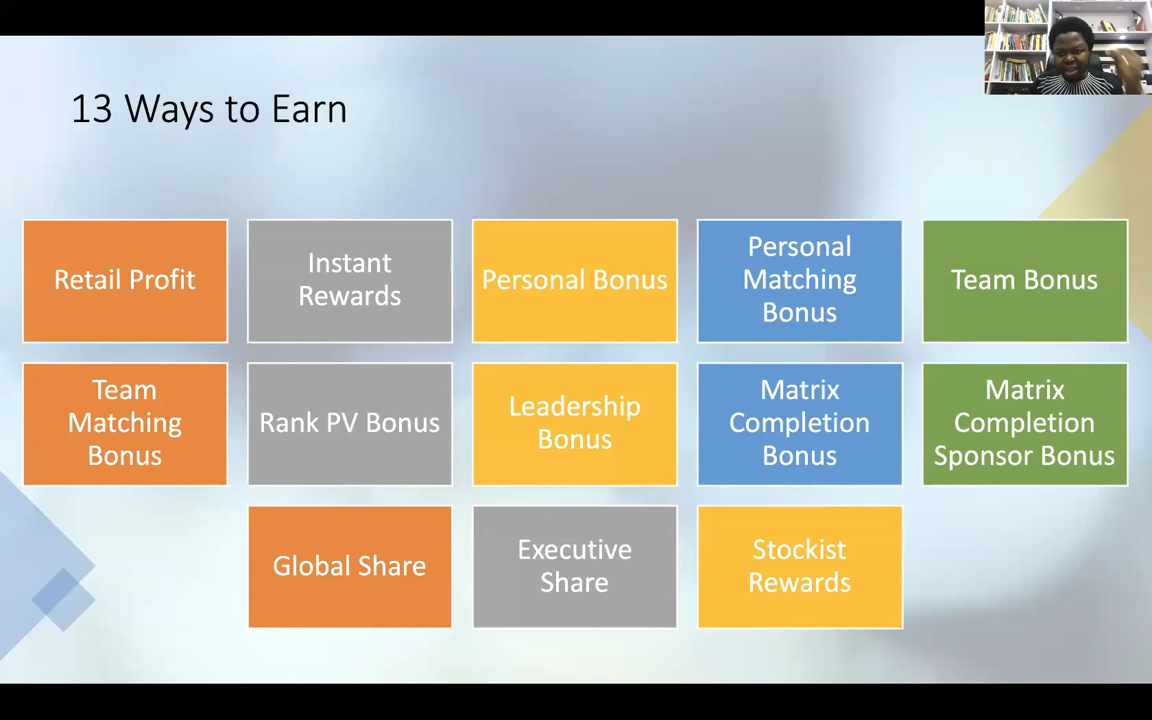 13 Ways to Earn
Retail Profit
Instant
Rewards
Personal Bonus
Personal
Matching
Bonus
Team Bonus
Team
Matching
Bonus
Rank PV Bonus
Leadership
Bonus
Matrix
Completion
Bonus
Matrix
Completion
Sponsor Bonus
Global Share
Executive
Share
Stockist
Rewards